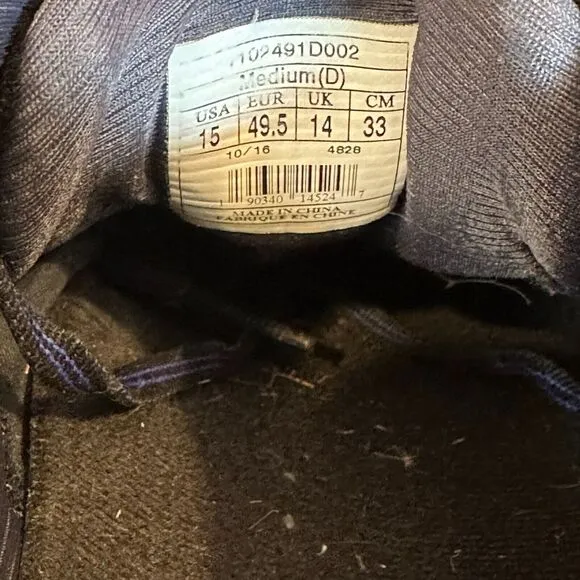 102491D002
Medium(D)
USA EUR UK CM
15 49.5 14 33
10/16 4828
1 90340 14524 7
MADE IN CHINA
FABRIQUE EN CHINE